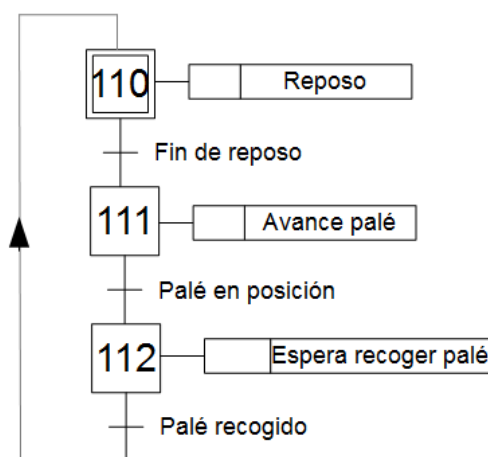 110
Reposo
Fin de reposo
111
Avance palé
Palé en posición
112
Espera recoger palé
Palé recogido